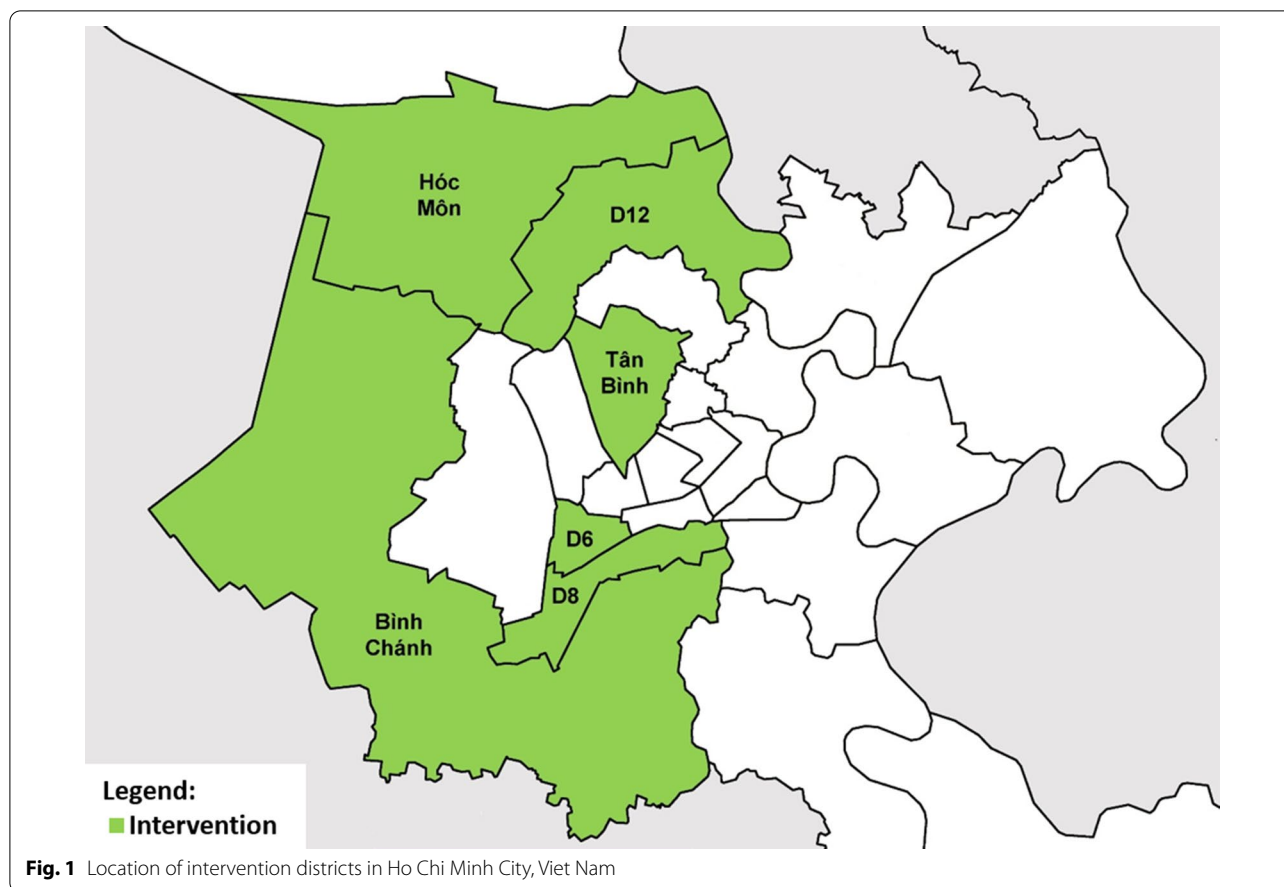 Hóc
Môn
D12
Tân
Bình
D6
D8
Bình
Chánh
Legend:
Intervention
Fig. 1 Location of intervention districts in Ho Chi Minh City, Viet Nam